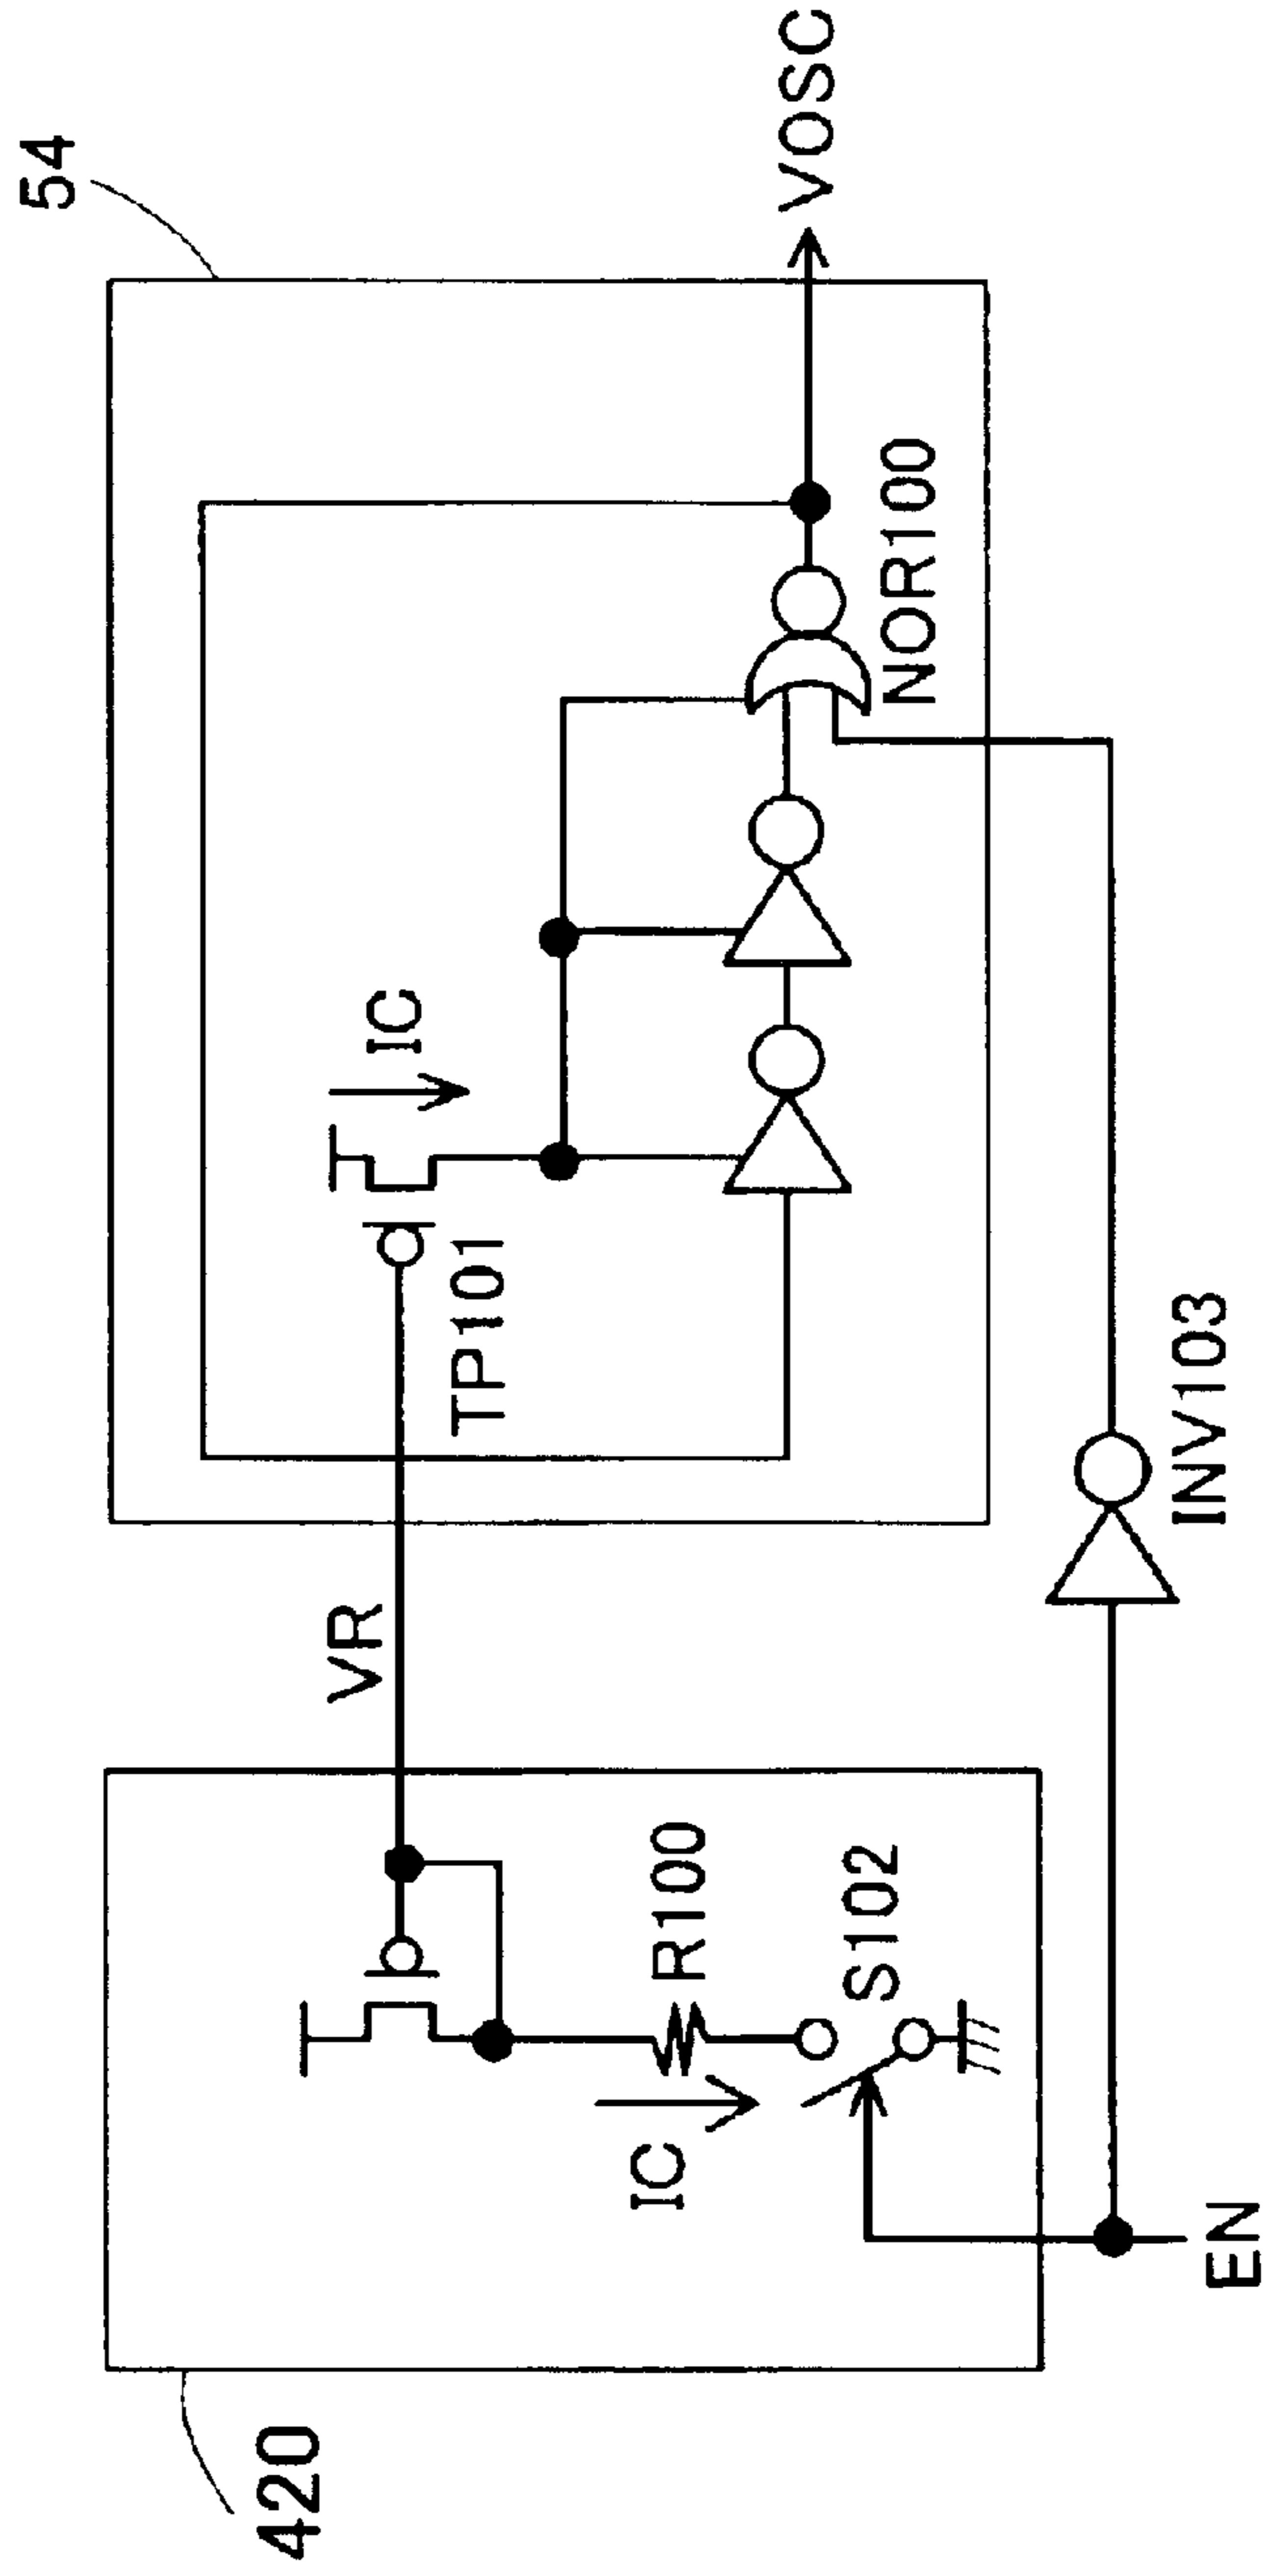 420
54
VR
IC
TP101
R100
IC
S102
NOR100
VOSC
INV103
EN